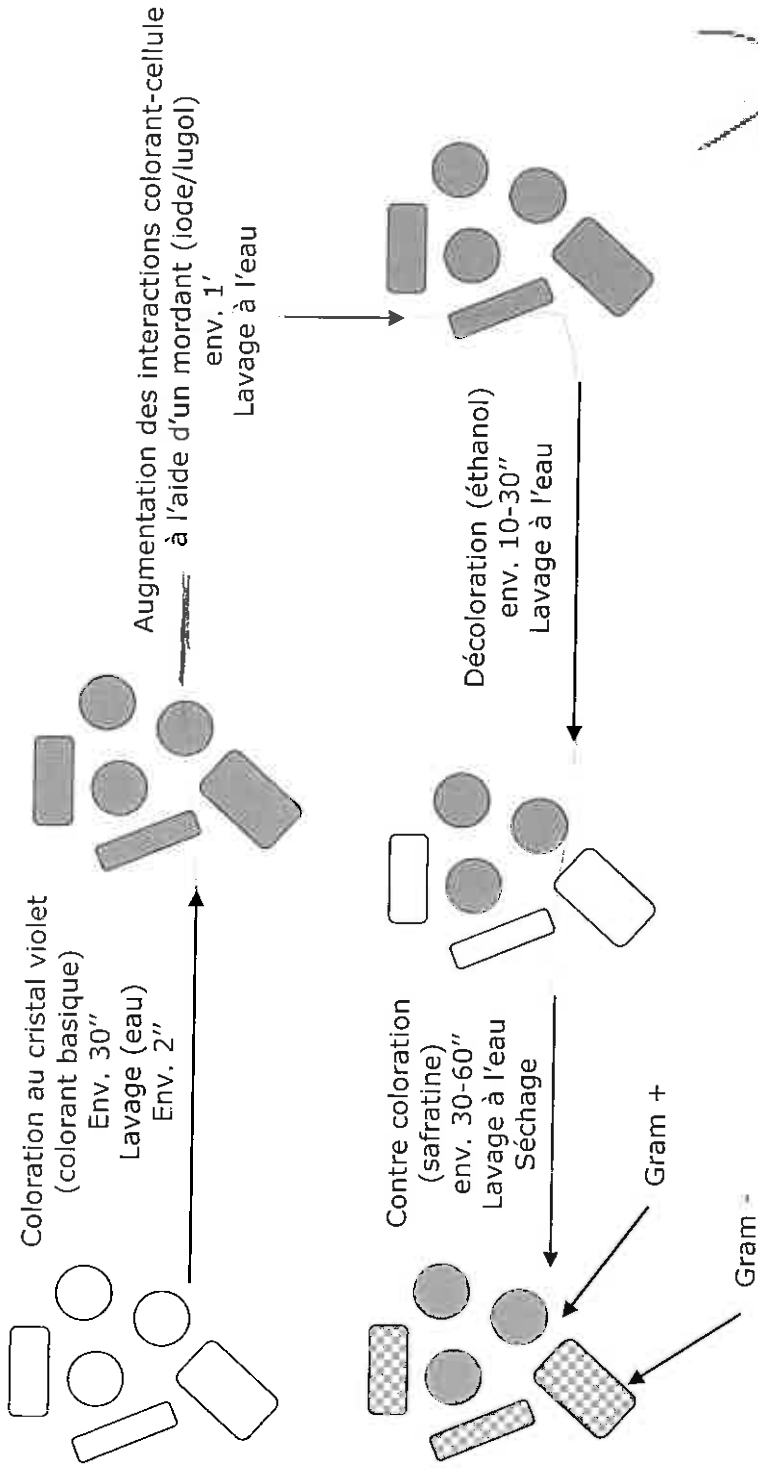 Coloration au cristal violet
(colorant basique)
Env. 30’’
Lavage (eau)
Env. 2’’
Augmentation des interactions colorant-cellule
à l’aide d’un mordant (iode/lugol)
env. 1’
Lavage à l’eau
Décoloration (éthanol)
env. 10-30’’
Lavage à l’eau
Contre coloration
(safratine)
env. 30-60’’
Lavage à l’eau
Séchage
Gram +
Gram -